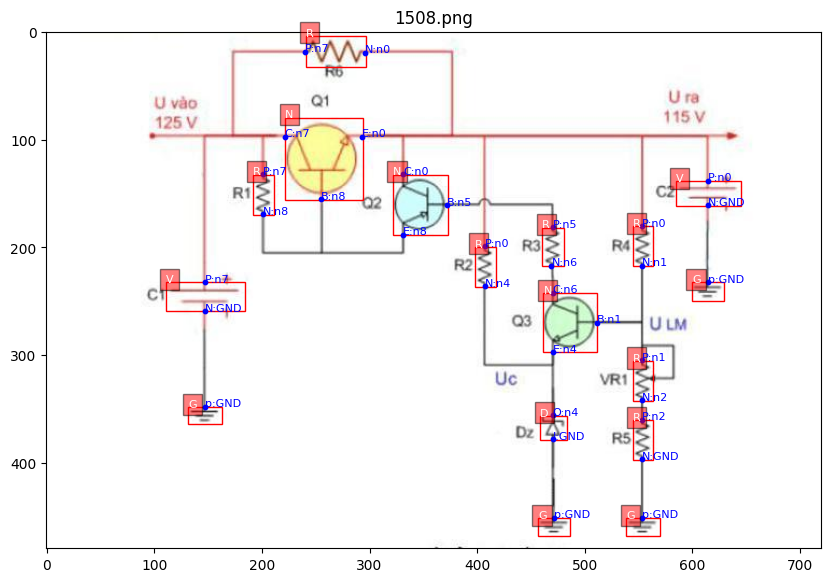 1508.png
0
100
200
300
400
0
100
200
300
400
500
600
700
R
P:n7
N:n0
R6
Q1
U vào
125 V
U ra
115 V
N
C:n7
E:n0
B:n8
R
P:n7
N:n8
R1
Q2
N
C:n0
B:n5
E:n8
V
P:n0
N:GND
C2
R
P:n0
N:n4
R2
R
P:n5
N:n6
R3
R
P:n0
N:n1
R4
G
p:GND
V
P:n7
N:GND
C1
N
C:n6
B:n1
E:n4
Q3
U LM
Uc
R
P:n1
N:n2
VR1
D
O:n4
I:GND
Dz
R
P:n2
N:GND
R5
G
p:GND
G
p:GND
G
p:GND